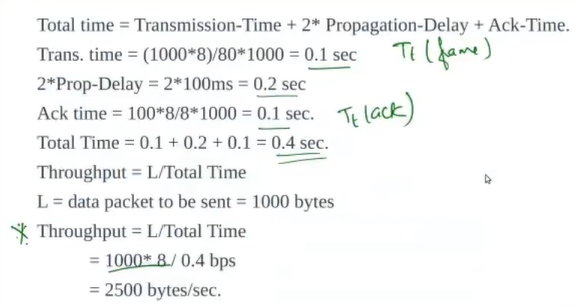 Total time = Transmission-Time + 2* Propagation-Delay + Ack-Time.
Trans. time = (1000*8)/80*1000 = 0.1 sec Tt (frame)
2*Prop-Delay = 2*100ms = 0.2 sec
Ack time = 100*8/8*1000 = 0.1 sec. Tt (ack)
Total Time = 0.1 + 0.2 + 0.1 = 0.4 sec.
Throughput = L/Total Time
L = data packet to be sent = 1000 bytes
* Throughput = L/Total Time
= 1000* 8 / 0.4 bps
= 2500 bytes/sec.